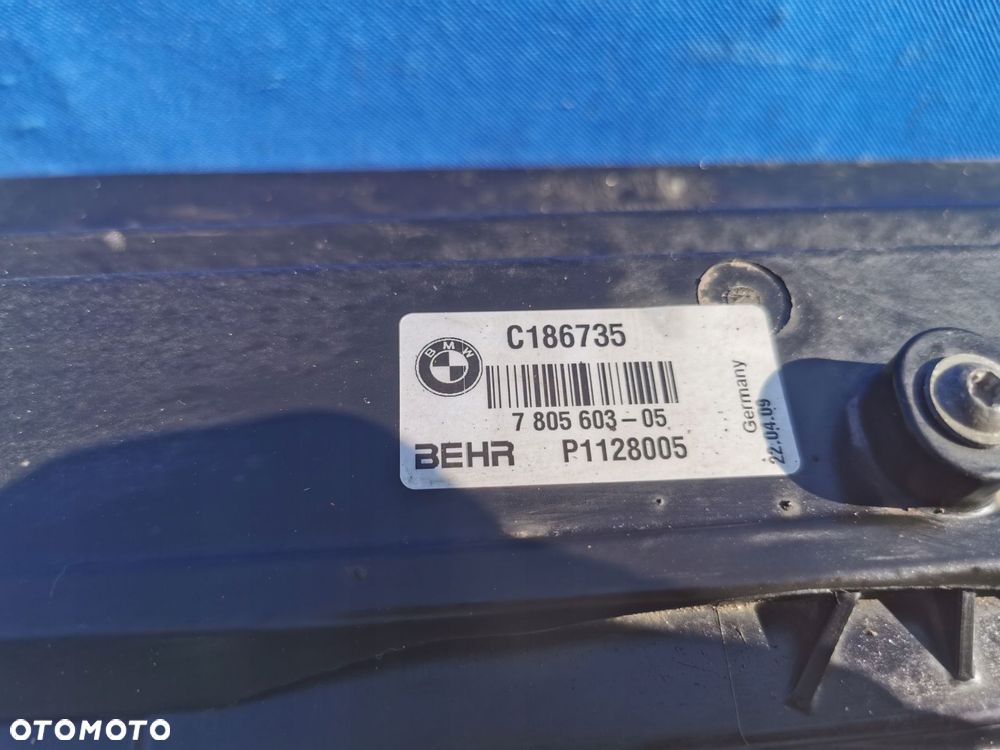 C186735
BMW
7 805 603-05
BEHR P1128005
Germany
22.04.09
OTOMOTO